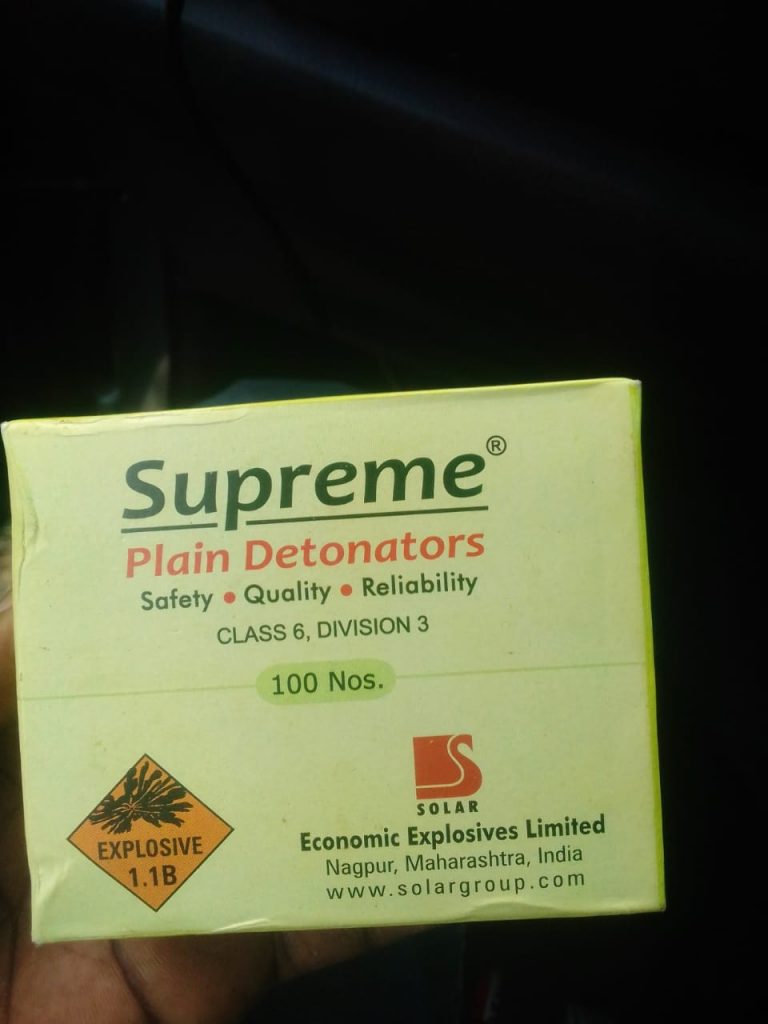 Supreme®
Plain Detonators
Safety • Quality • Reliability
CLASS 6, DIVISION 3
100 Nos.
EXPLOSIVE
1.1B
SOLAR
Economic Explosives Limited
Nagpur, Maharashtra, India
www.solargroup.com